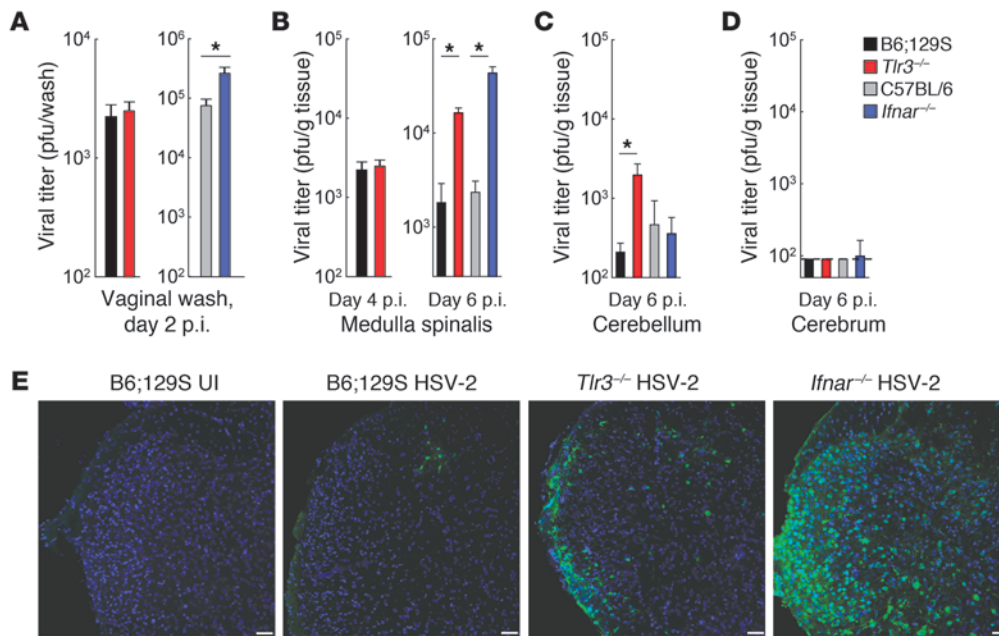 A
Viral titer (pfu/wash)
10⁴
10³
10²
*
10⁶
10⁵
10⁴
10³
10²
Vaginal wash,
day 2 p.i.
B
Viral titer (pfu/g tissue)
10⁵
10⁴
10³
10²
* *
10⁵
10⁴
10³
Day 4 p.i. Day 6 p.i.
Medulla spinalis
C
Viral titer (pfu/g tissue)
10⁵
10⁴
10³
10²
*
Day 6 p.i.
Cerebellum
D
Viral titer (pfu/g tissue)
10⁵
10⁴
10³
10²
Day 6 p.i.
Cerebrum
B6;129S
Tlr3⁻/⁻
C57BL/6
Ifnar⁻/⁻
E
B6;129S UI
B6;129S HSV-2
Tlr3⁻/⁻ HSV-2
Ifnar⁻/⁻ HSV-2